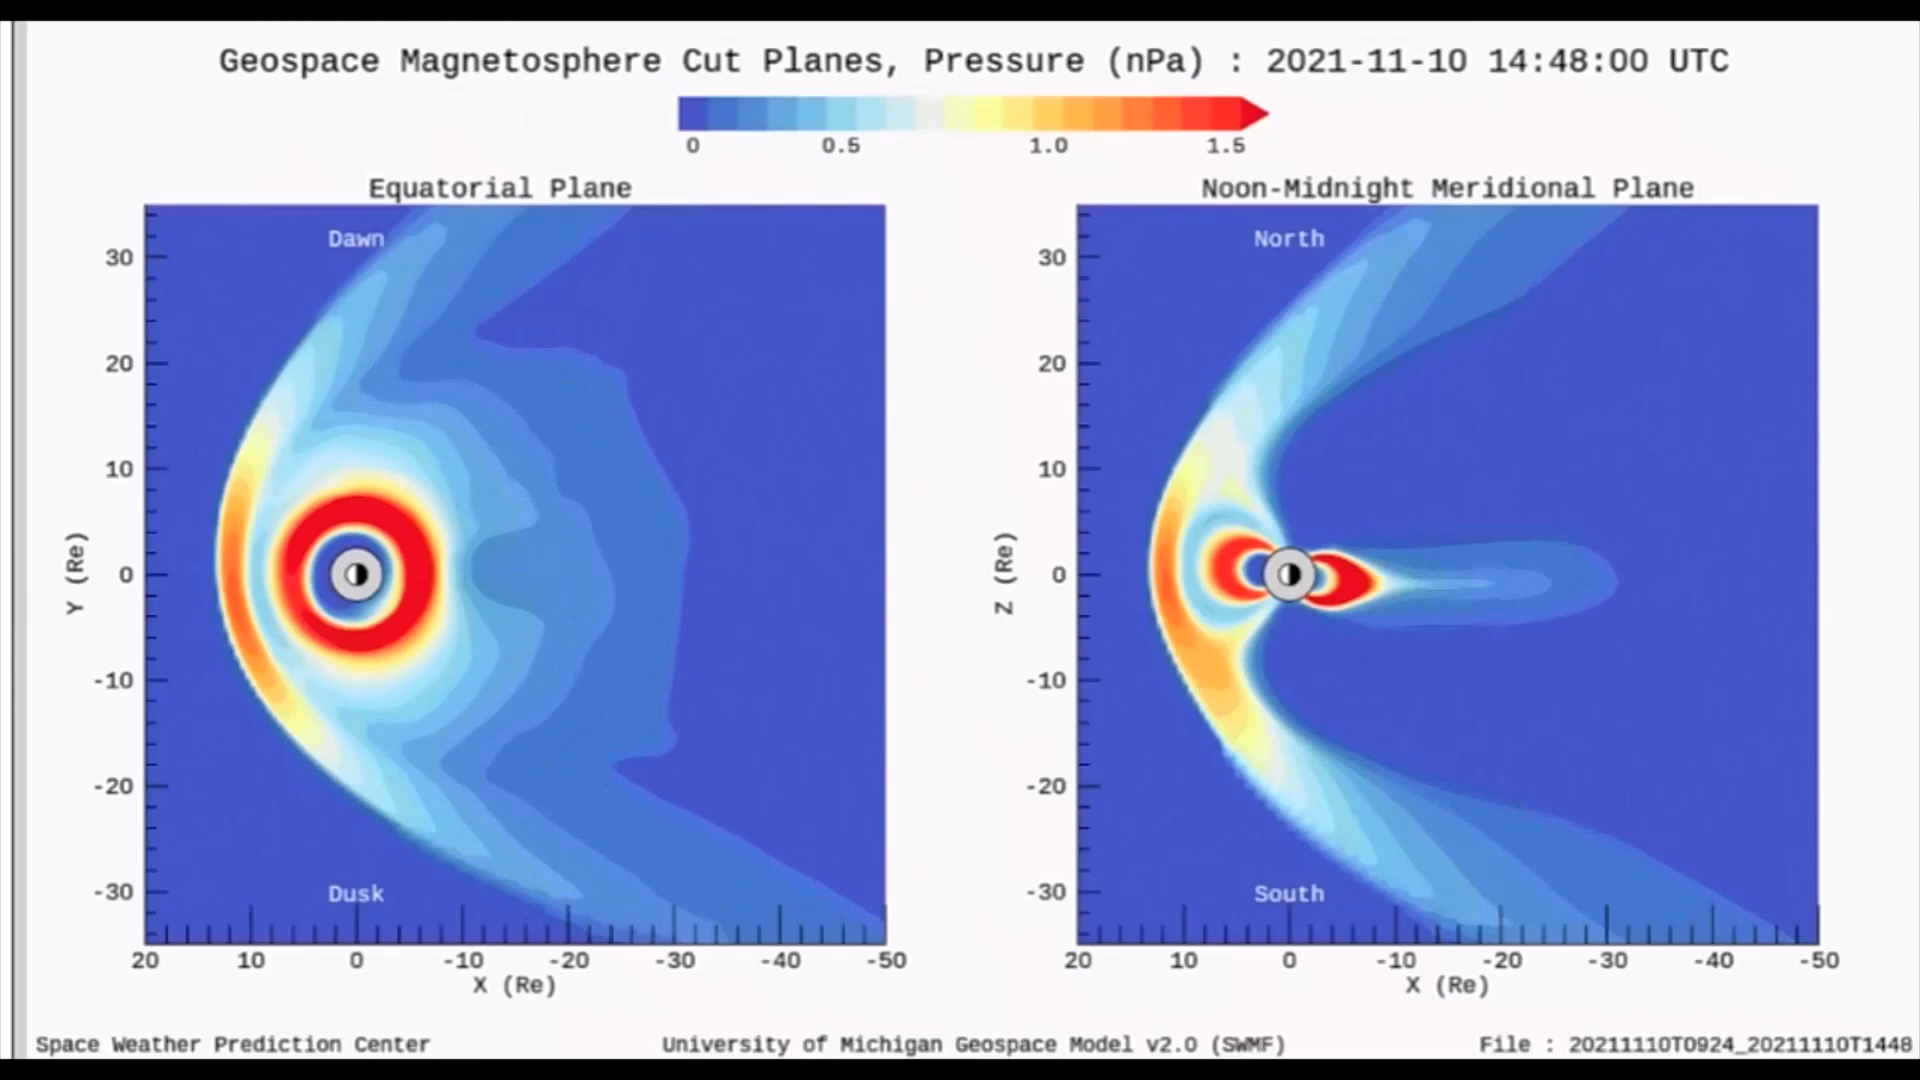 Geospace Magnetosphere Cut Planes, Pressure (nPa) : 2021-11-10 14:48:00 UTC
0 0.5 1.0 1.5
Equatorial Plane
Dawn
30
20
10
0
-10
-20
-30
Y (Re)
Dusk
20 10 0 -10 -20 -30 -40 -50
X (Re)
Noon-Midnight Meridional Plane
North
30
20
10
0
-10
-20
-30
Z (Re)
South
20 10 0 -10 -20 -30 -40 -50
X (Re)
Space Weather Prediction Center
University of Michigan Geospace Model v2.0 (SWMF)
File : 20211110T0924_20211110T1448